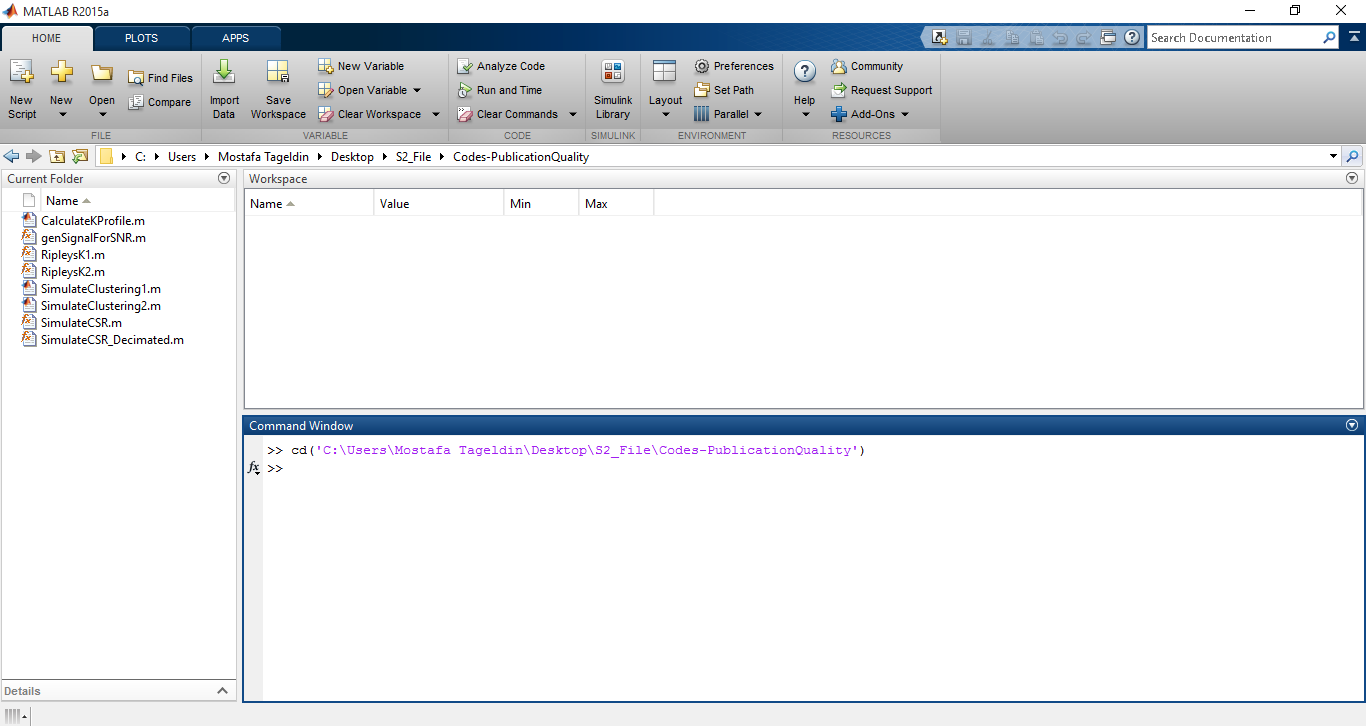 MATLAB R2015a
HOME PLOTS APPS
Search Documentation
New Script
New
Open
Find Files
Compare
FILE
Import Data
Save Workspace
New Variable
Open Variable
Clear Workspace
VARIABLE
Analyze Code
Run and Time
Clear Commands
CODE
Simulink Library
SIMULINK
Layout
Preferences
Set Path
Parallel
ENVIRONMENT
Help
Community
Request Support
Add-Ons
RESOURCES
C: Users Mostafa Tageldin Desktop S2_File Codes-PublicationQuality
Current Folder
Name
CalculateKProfile.m
genSignalForSNR.m
RipleysK1.m
RipleysK2.m
SimulateClustering1.m
SimulateClustering2.m
SimulateCSR.m
SimulateCSR_Decimated.m
Details
Workspace
Name Value Min Max
Command Window
>> cd('C:\Users\Mostafa Tageldin\Desktop\S2_File\Codes-PublicationQuality')
fx >>